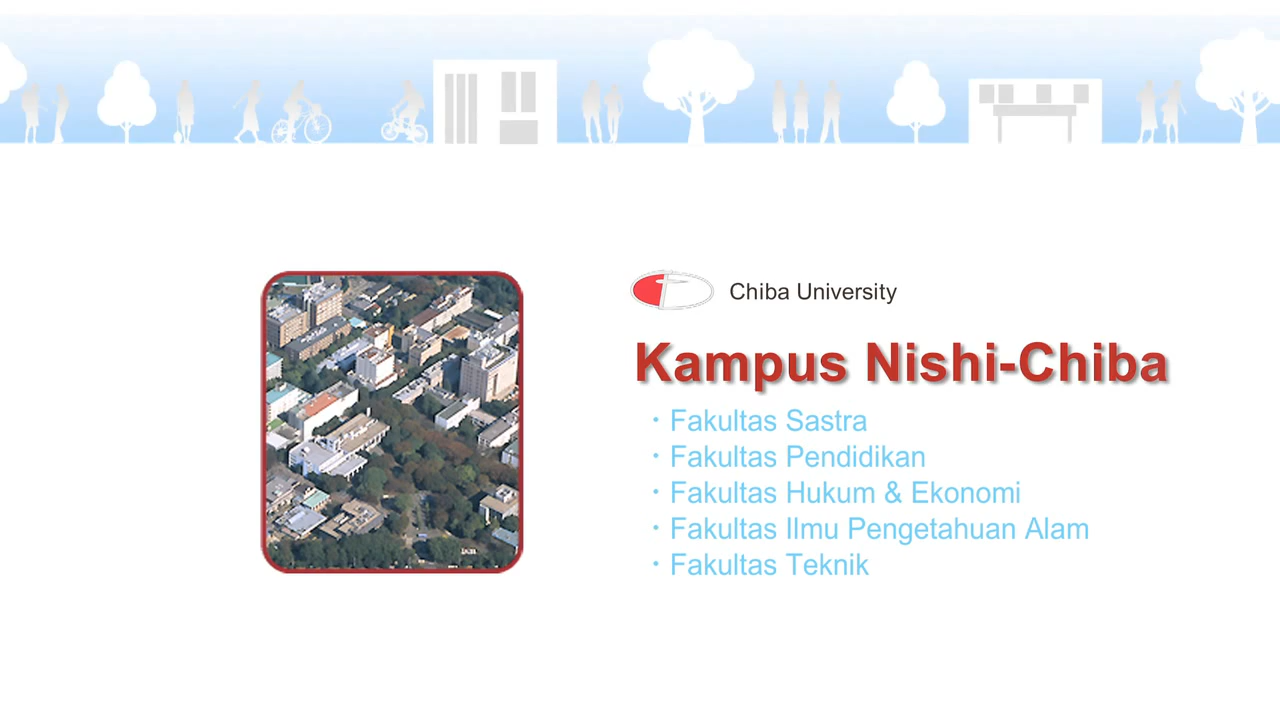 Chiba University
Kampus Nishi-Chiba
・Fakultas Sastra
・Fakultas Pendidikan
・Fakultas Hukum & Ekonomi
・Fakultas Ilmu Pengetahuan Alam
・Fakultas Teknik